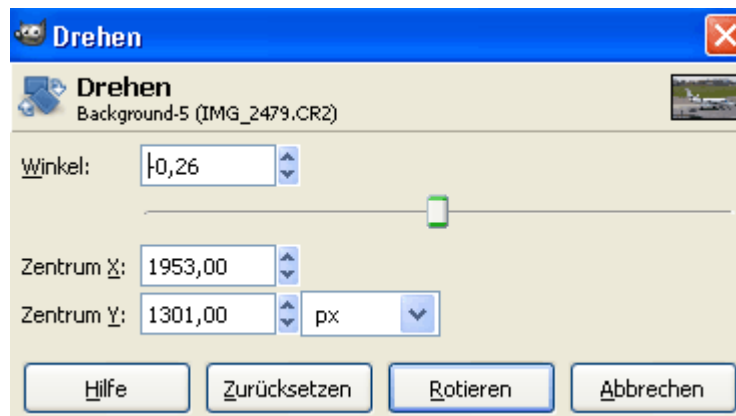 Drehen
Drehen
Background-5 (IMG_2479.CR2)
Winkel: -0,26
Zentrum X: 1953,00
Zentrum Y: 1301,00 px
Hilfe Zurücksetzen Rotieren Abbrechen